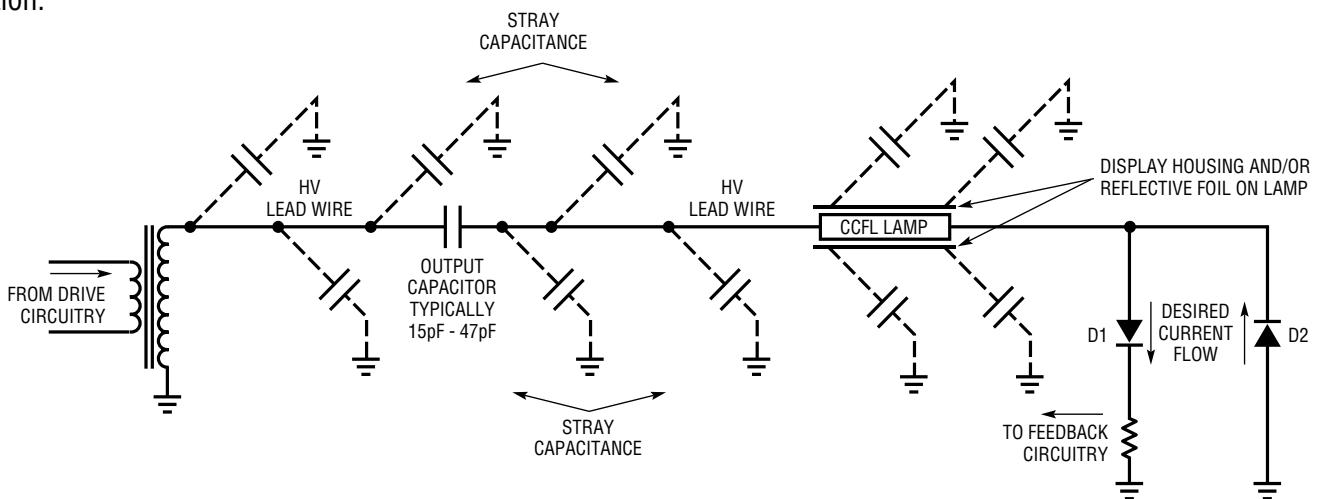 STRAY
CAPACITANCE
HV
LEAD WIRE
HV
LEAD WIRE
DISPLAY HOUSING AND/OR
REFLECTIVE FOIL ON LAMP
CCFL LAMP
FROM DRIVE
CIRCUITRY
OUTPUT
CAPACITOR
TYPICALLY
15pF - 47pF
D1
DESIRED
CURRENT
FLOW
D2
STRAY
CAPACITANCE
TO FEEDBACK
CIRCUITRY